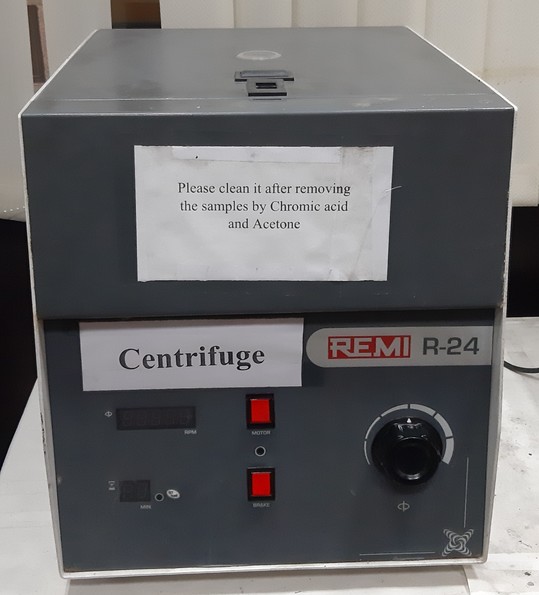 Please clean it after removing
the samples by Chromic acid
and Acetone
Centrifuge
REMI R-24
RPM
MOTOR
MIN
BRAKE